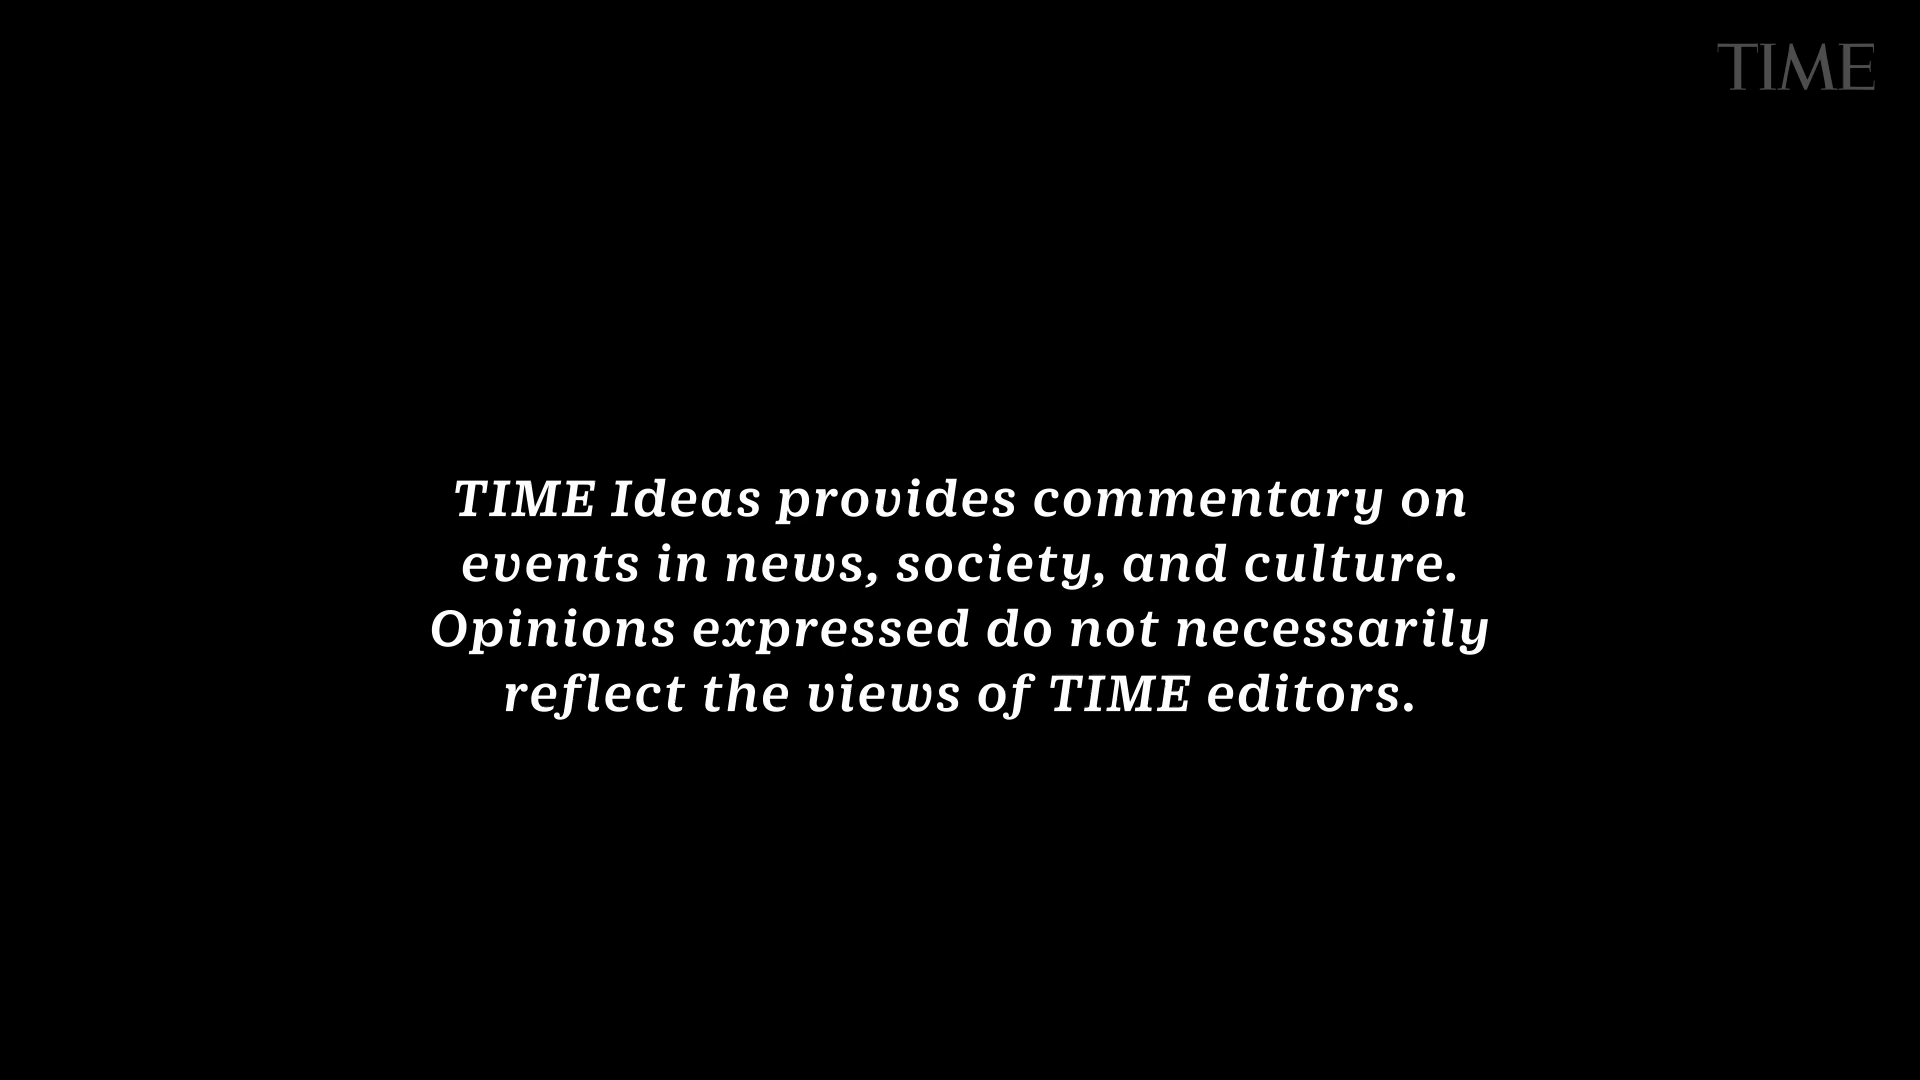 TIME
TIME Ideas provides commentary on
events in news, society, and culture.
Opinions expressed do not necessarily
reflect the views of TIME editors.